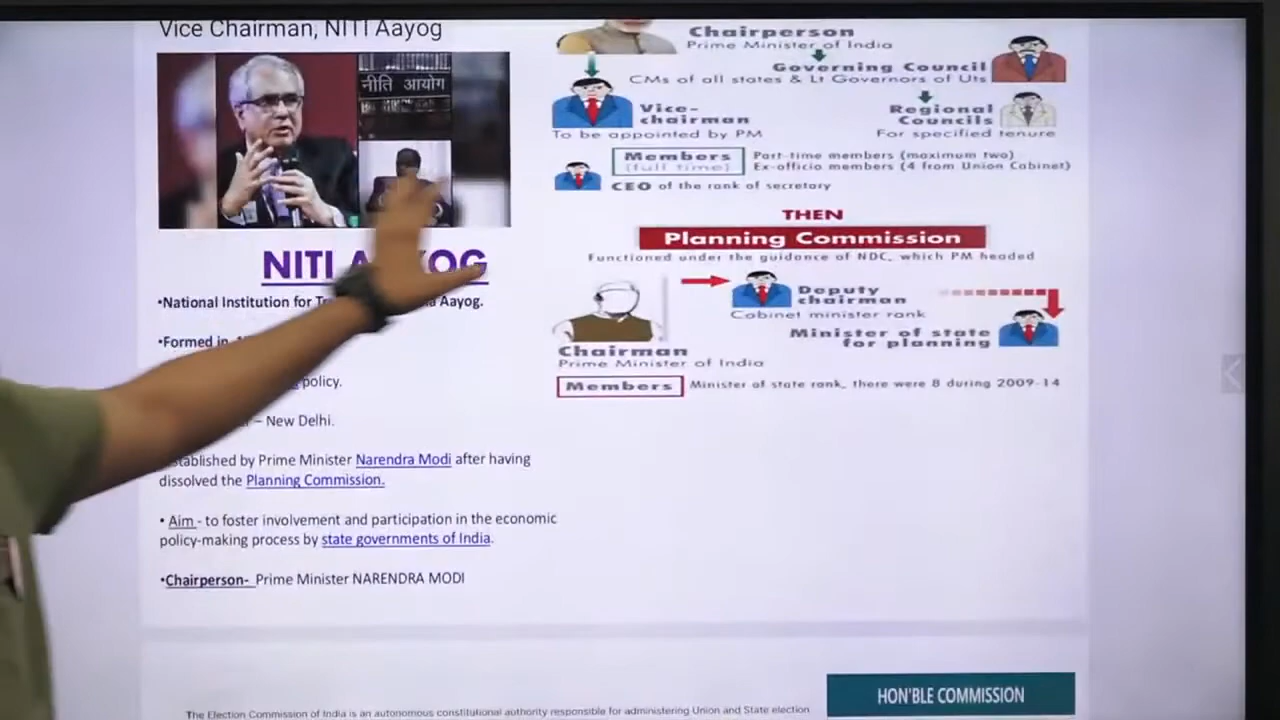 Vice Chairman, NITI Aayog
नीति आयोग
NITI
•National Institution for
Aayog.
•Formed in
policy.
– New Delhi.
by Prime Minister Narendra Modi after having
dissolved the Planning Commission.
• Aim - to foster involvement and participation in the economic
policy-making process by state governments of India.
•Chairperson- Prime Minister NARENDRA MODI
Chairperson
Prime Minister of India
Governing Council
CMs of all states & Lt Governors of Uts
Vice-
chairman
To be appointed by PM
Regional
Councils
For specified tenure
Members
(full time)
Part-time members (maximum two)
Ex-officio members (4 from Union Cabinet)
CEO of the rank of secretary
THEN
Planning Commission
Functioned under the guidance of NDC, which PM headed
Deputy
chairman
Cabinet minister rank
Minister of state
for planning
Chairman
Prime Minister of India
Members Minister of state rank, there were 8 during 2009-14
HON'BLE COMMISSION
The Election Commission of India is an autonomous constitutional authority responsible for administering Union and State election